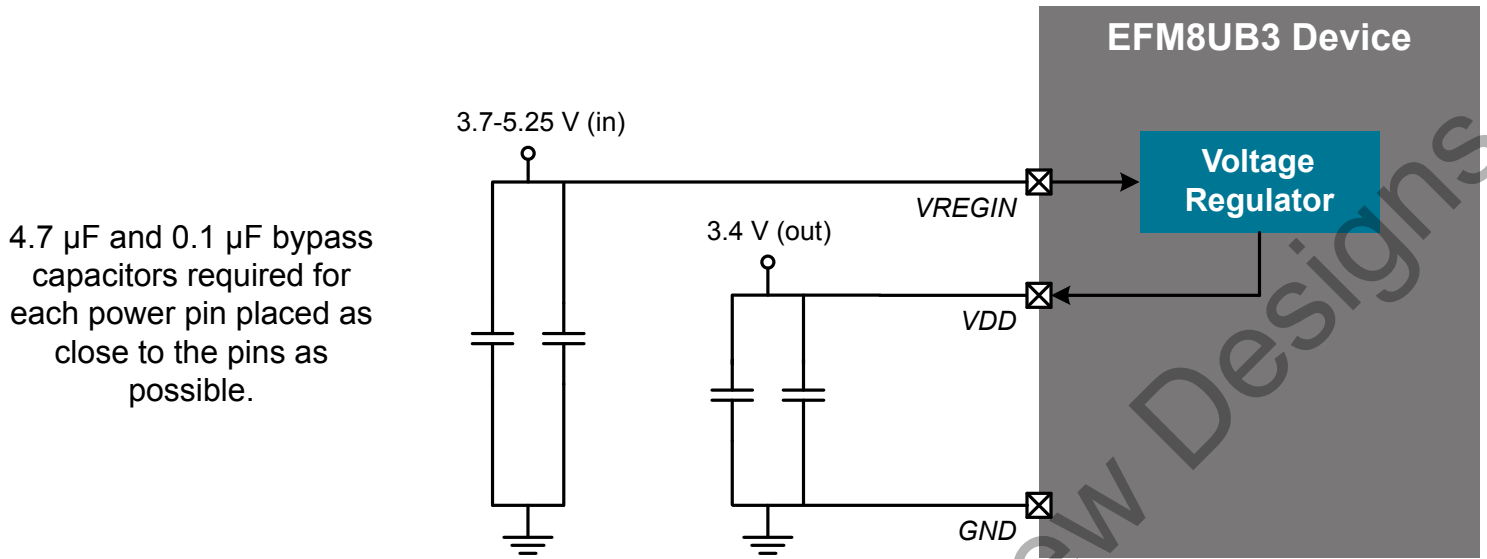 EFM8UB3 Device
3.7-5.25 V (in)
Voltage
Regulator
VREGIN
4.7 µF and 0.1 µF bypass
capacitors required for
each power pin placed as
close to the pins as
possible.
3.4 V (out)
VDD
GND
Designs